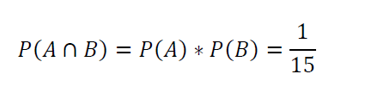 P(A ∩ B) = P(A) * P(B) = 1/15